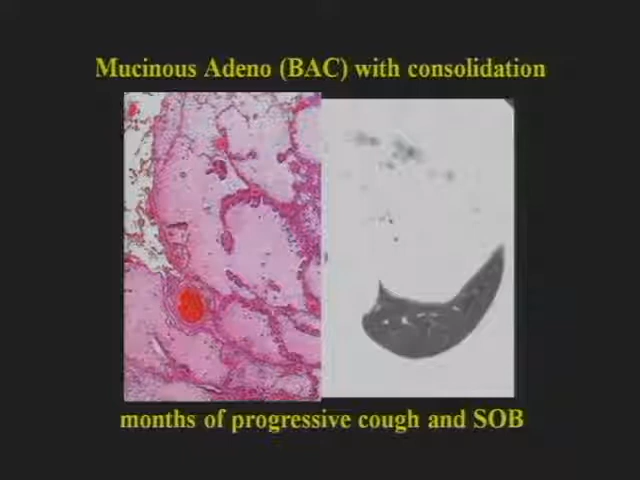 Mucinous Adeno (BAC) with consolidation
months of progressive cough and SOB